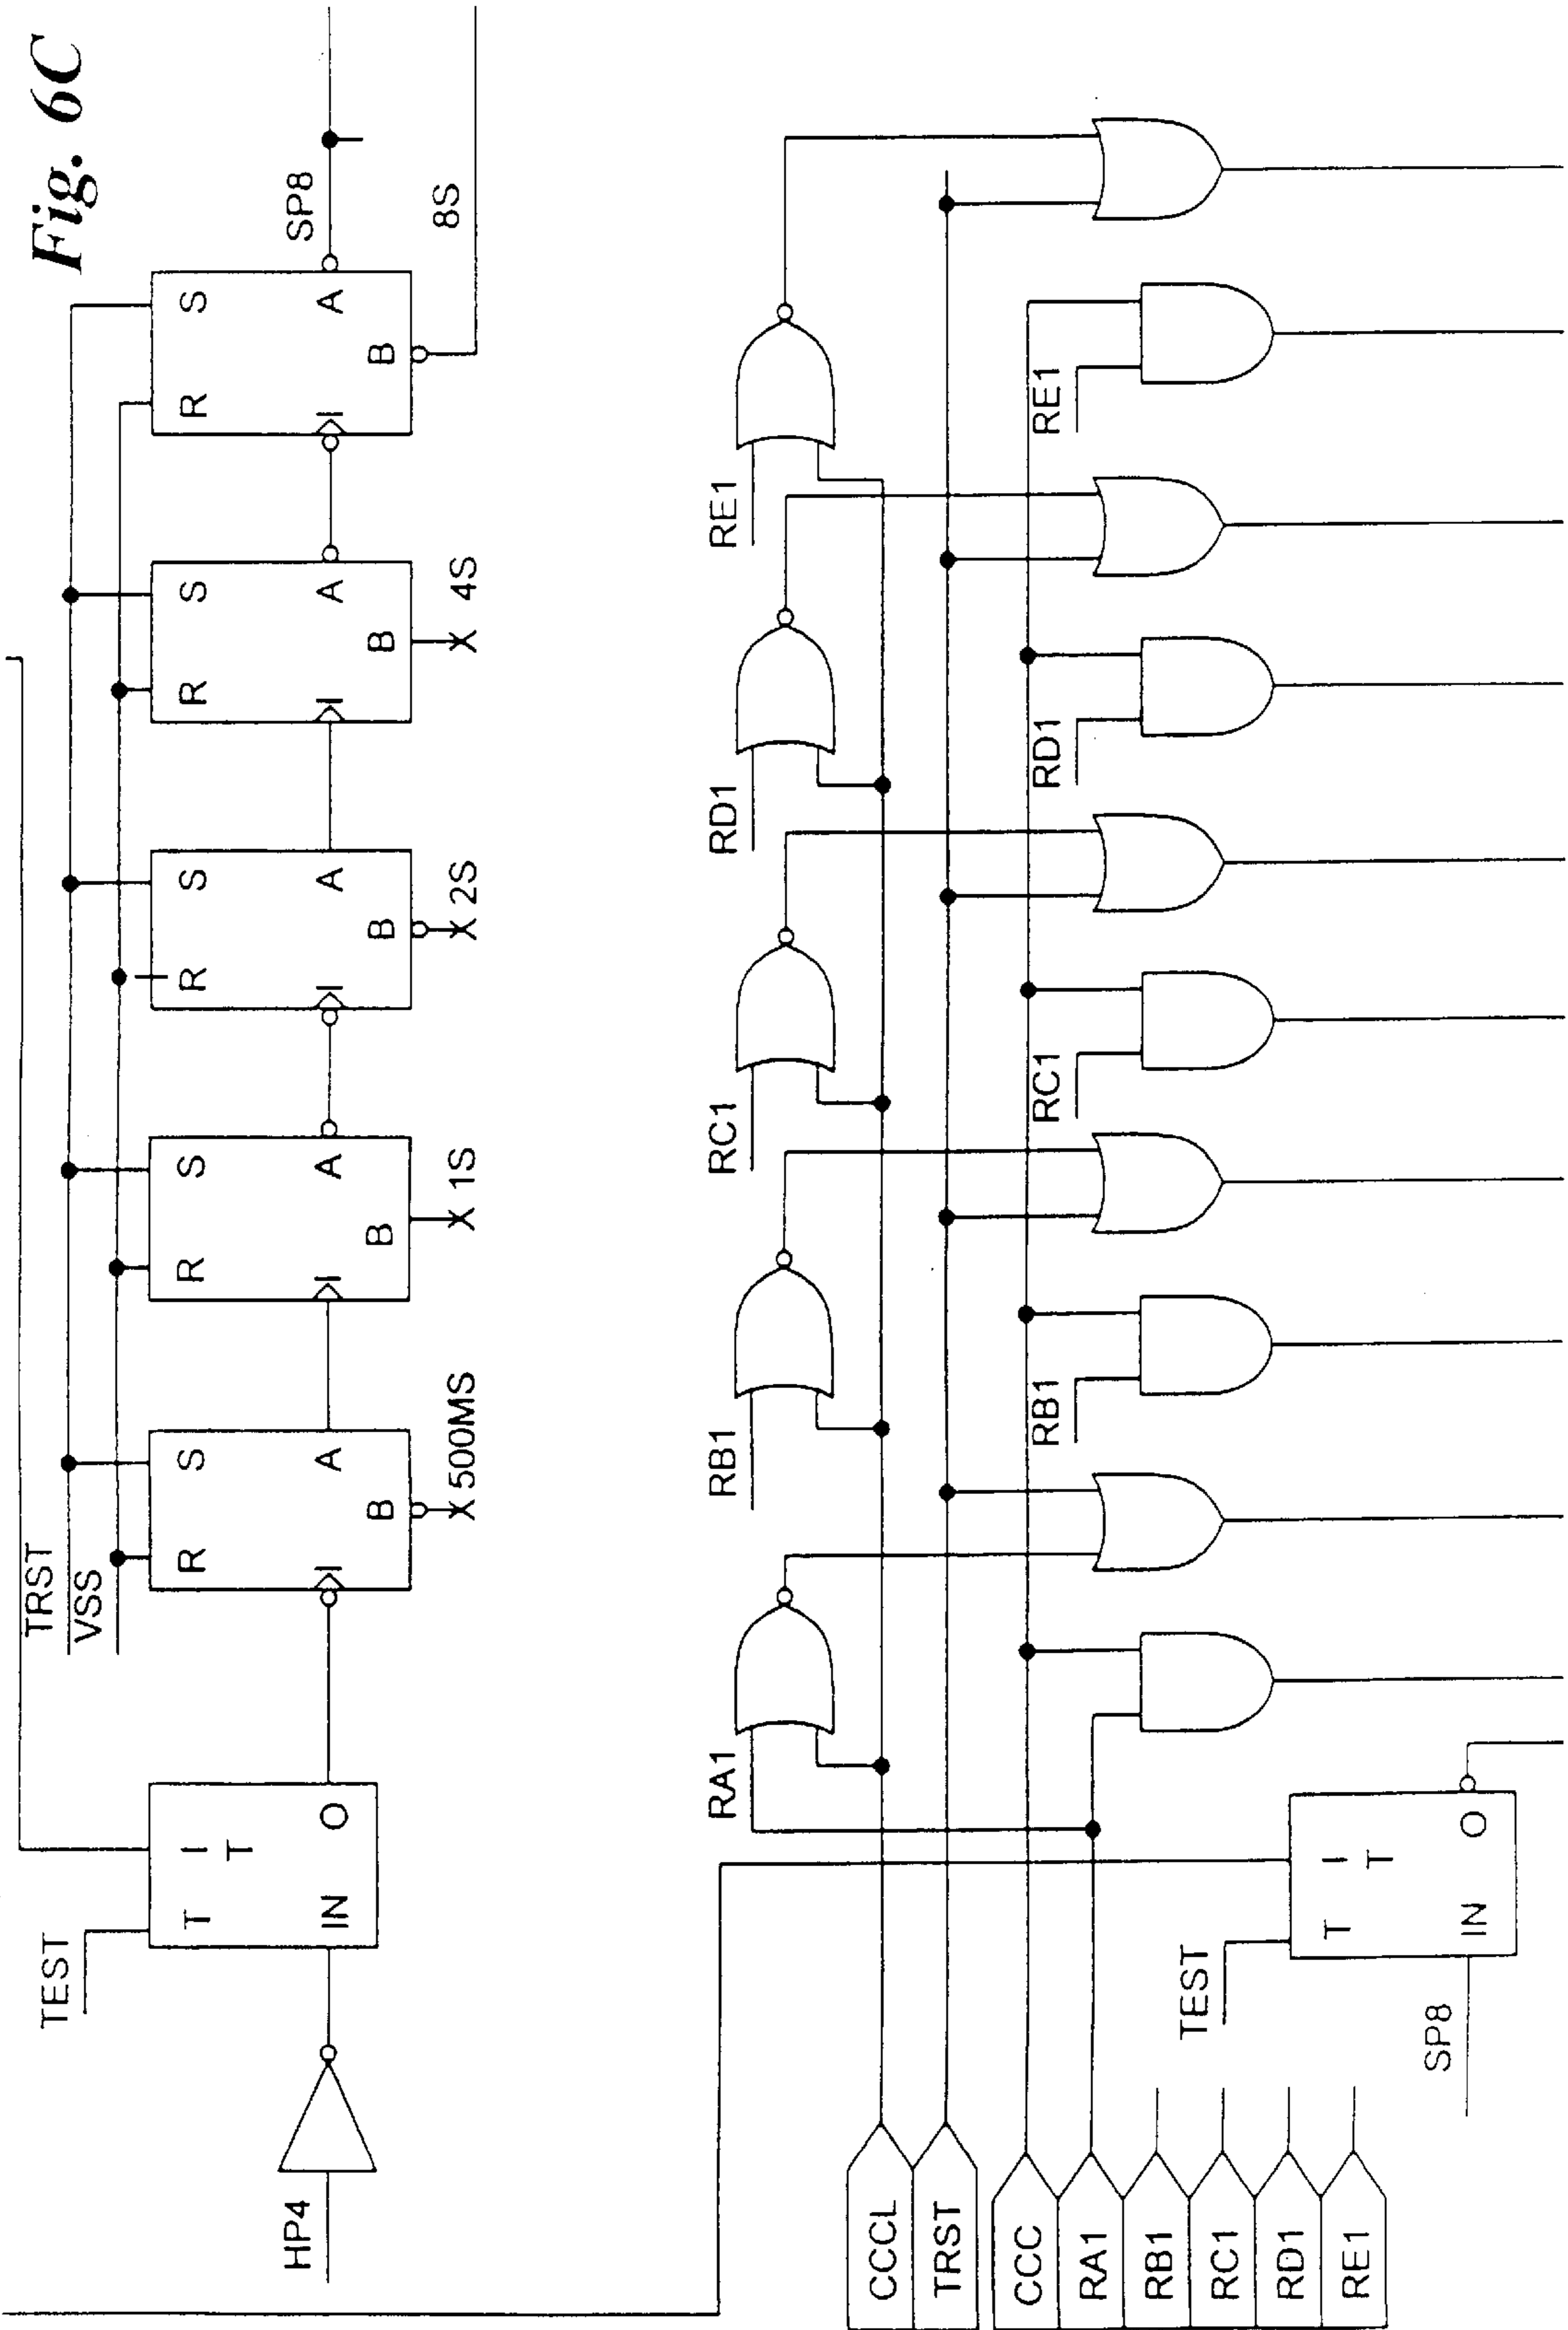 Fig. 6C
TRST
VSS
TEST
T I
T
IN O
HP4
R S
I A
B
500MS
R S
I A
B
1S
R S
I A
B
2S
R S
I A
B
4S
R S
I A
B
SP8
8S
RA1
RB1
RC1
RD1
RE1
RB1
RC1
RD1
RE1
CCCL
TRST
CCC
RA1
RB1
RC1
RD1
RE1
TEST
T I
T
IN O
SP8